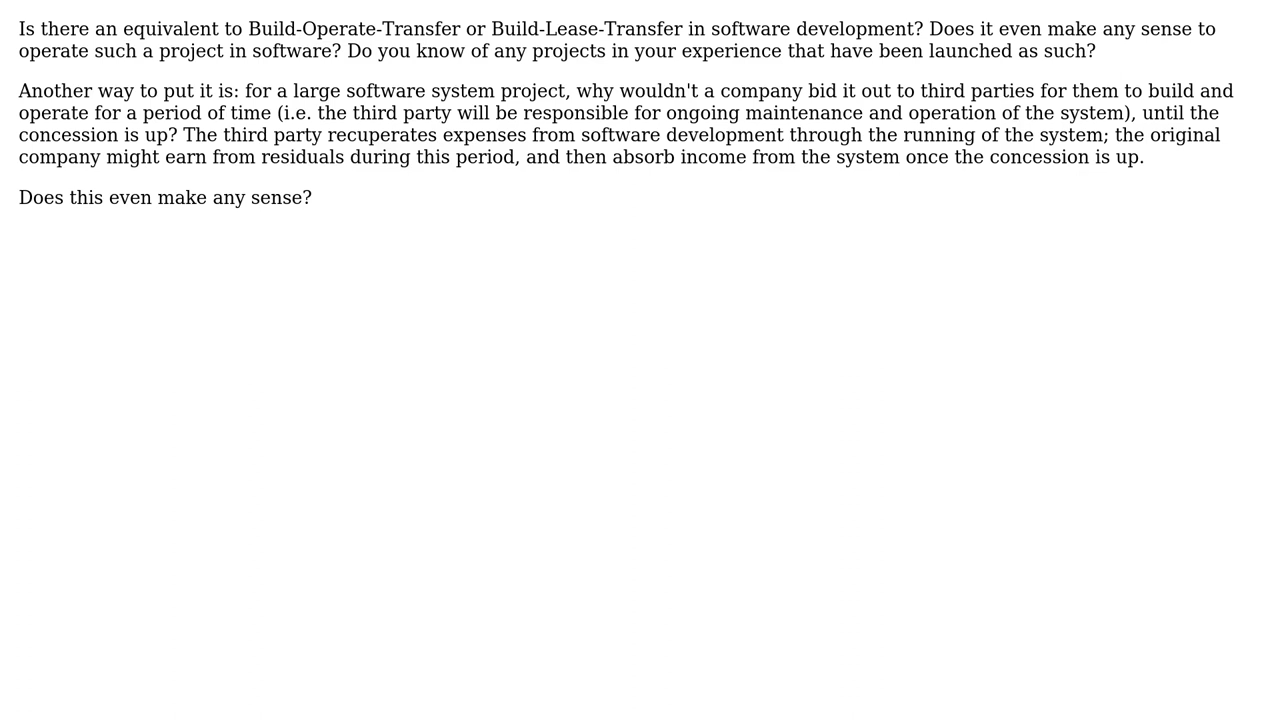 Is there an equivalent to Build-Operate-Transfer or Build-Lease-Transfer in software development? Does it even make any sense to
operate such a project in software? Do you know of any projects in your experience that have been launched as such?
Another way to put it is: for a large software system project, why wouldn't a company bid it out to third parties for them to build and
operate for a period of time (i.e. the third party will be responsible for ongoing maintenance and operation of the system), until the
concession is up? The third party recuperates expenses from software development through the running of the system; the original
company might earn from residuals during this period, and then absorb income from the system once the concession is up.
Does this even make any sense?